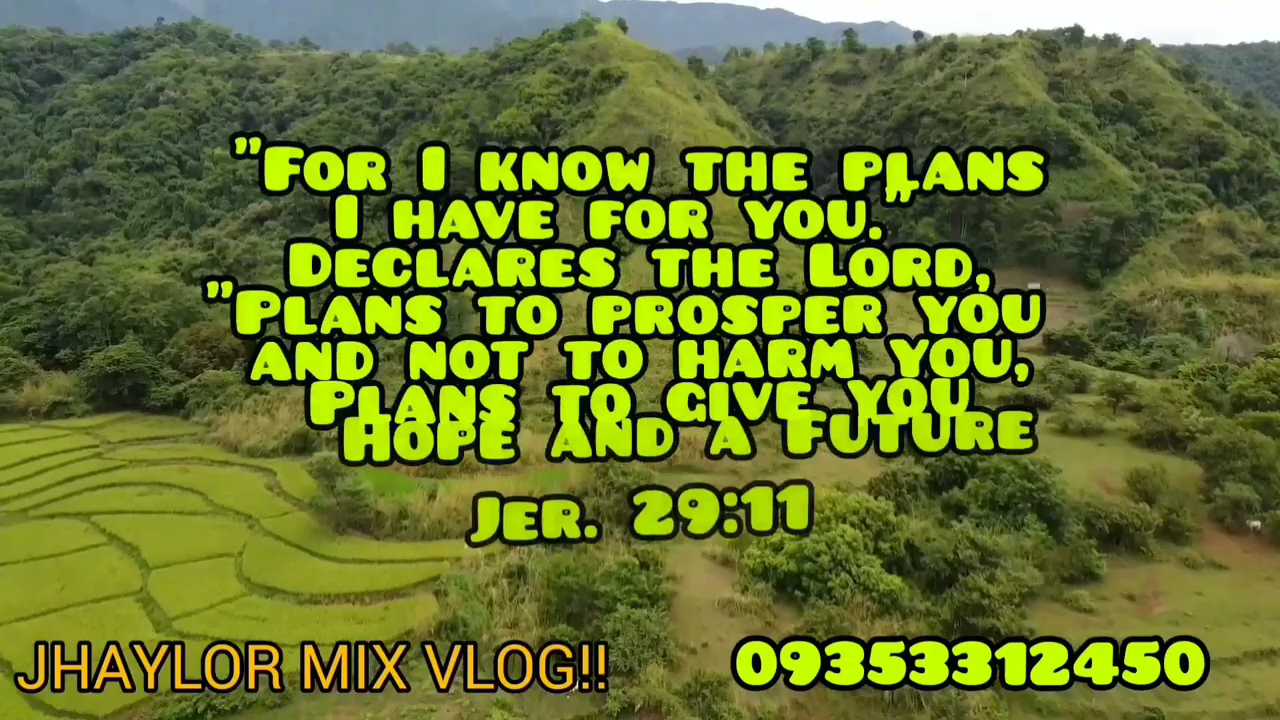 "For I know the plans
I have for you."
Declares the Lord,
"Plans to prosper you
and not to harm you,
Plans to give you
Hope and a Future
Jer. 29:11
JHAYLOR MIX VLOG!!
09353312450